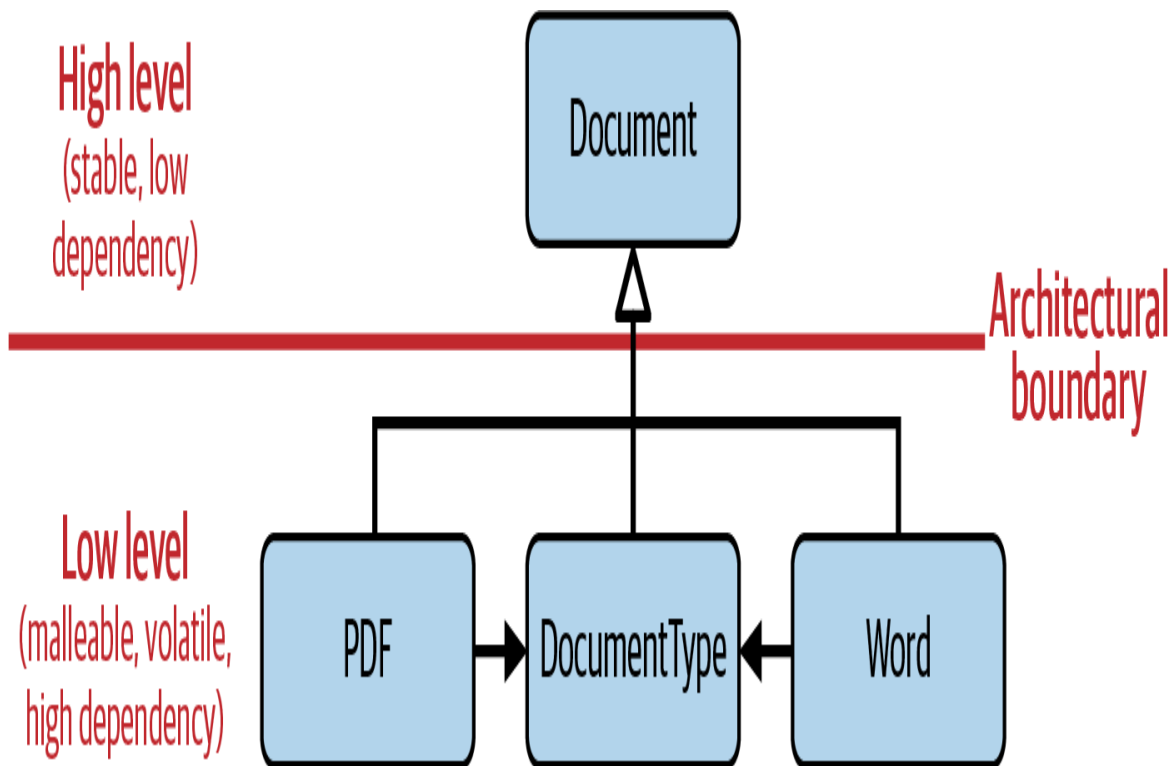 High level
(stable, low
dependency)
Document
Architectural
boundary
Low level
(malleable, volatile,
high dependency)
PDF
DocumentType
Word